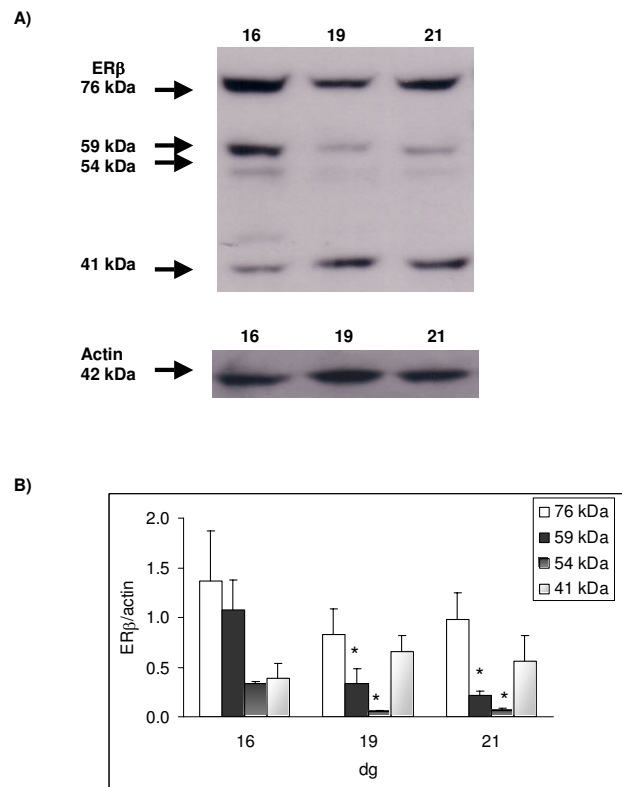 A)
16 19 21
ERβ
76 kDa
59 kDa
54 kDa
41 kDa
16 19 21
Actin
42 kDa
B)
76 kDa
59 kDa
54 kDa
41 kDa
2.0
1.5
1.0
0.5
0.0
ERβ/actin
* *
* *
16 19 21
dg